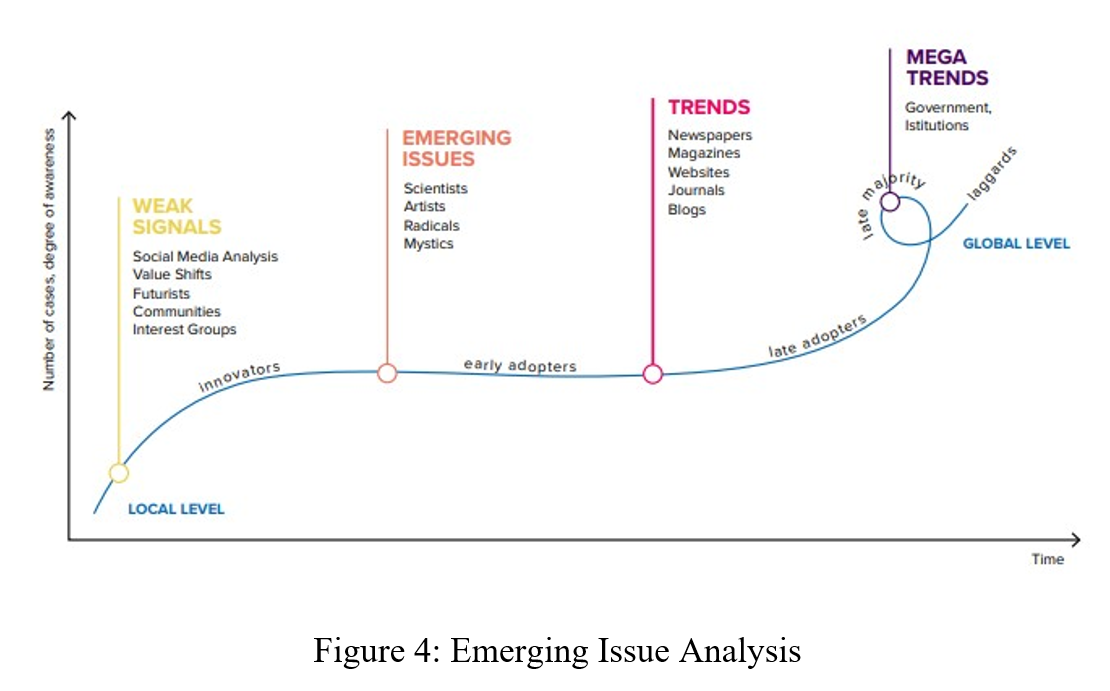 MEGA
TRENDS
Government,
Istitutions
TRENDS
Newspapers
Magazines
Websites
Journals
Blogs
EMERGING
ISSUES
Scientists
Artists
Radicals
Mystics
WEAK
SIGNALS
Social Media Analysis
Value Shifts
Futurists
Communities
Interest Groups
Number of cases, degree of awareness
innovators
early adopters
late adopters
late majority
laggards
GLOBAL LEVEL
LOCAL LEVEL
Time
Figure 4: Emerging Issue Analysis